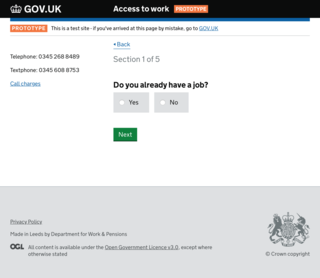 GOV.UK
Access to work PROTOTYPE
PROTOTYPE This is a test site - if you've arrived at this page by mistake, go to GOV.UK
Back
Telephone: 0345 268 8489
Textphone: 0345 608 8753
Call charges
Section 1 of 5
Do you already have a job?
Yes
No
Next
Privacy Policy
Made in Leeds by Department for Work & Pensions
OGL All content is available under the Open Government Licence v3.0, except where
otherwise stated
© Crown copyright